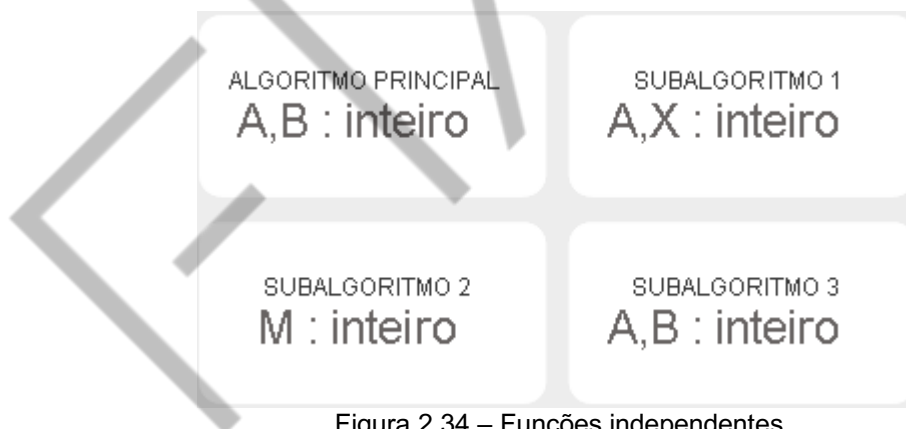 ALGORITMO PRINCIPAL
A,B : inteiro
SUBALGORITMO 1
A,X : inteiro
SUBALGORITMO 2
M : inteiro
SUBALGORITMO 3
A,B : inteiro
Figura 2.34 – Funções independentes